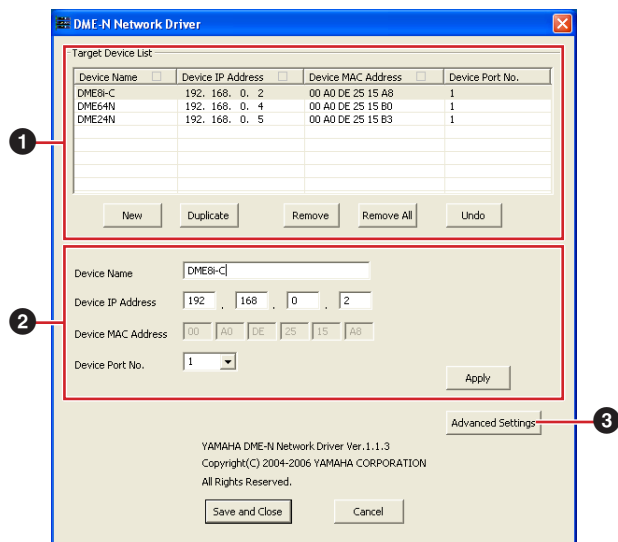 DME-N Network Driver
Target Device List
Device Name Device IP Address Device MAC Address Device Port No.
DME8i-C 192. 168. 0. 2 00 A0 DE 25 15 A8 1
DME64N 192. 168. 0. 4 00 A0 DE 25 15 B0 1
DME24N 192. 168. 0. 5 00 A0 DE 25 15 B3 1
1
New Duplicate Remove Remove All Undo
Device Name DME8i-C
Device IP Address 192 . 168 . 0 . 2
2
Device MAC Address 00 A0 DE 25 15 A8
Device Port No. 1
Apply
Advanced Settings 3
YAMAHA DME-N Network Driver Ver.1.1.3
Copyright(C) 2004-2006 YAMAHA CORPORATION
All Rights Reserved.
Save and Close Cancel